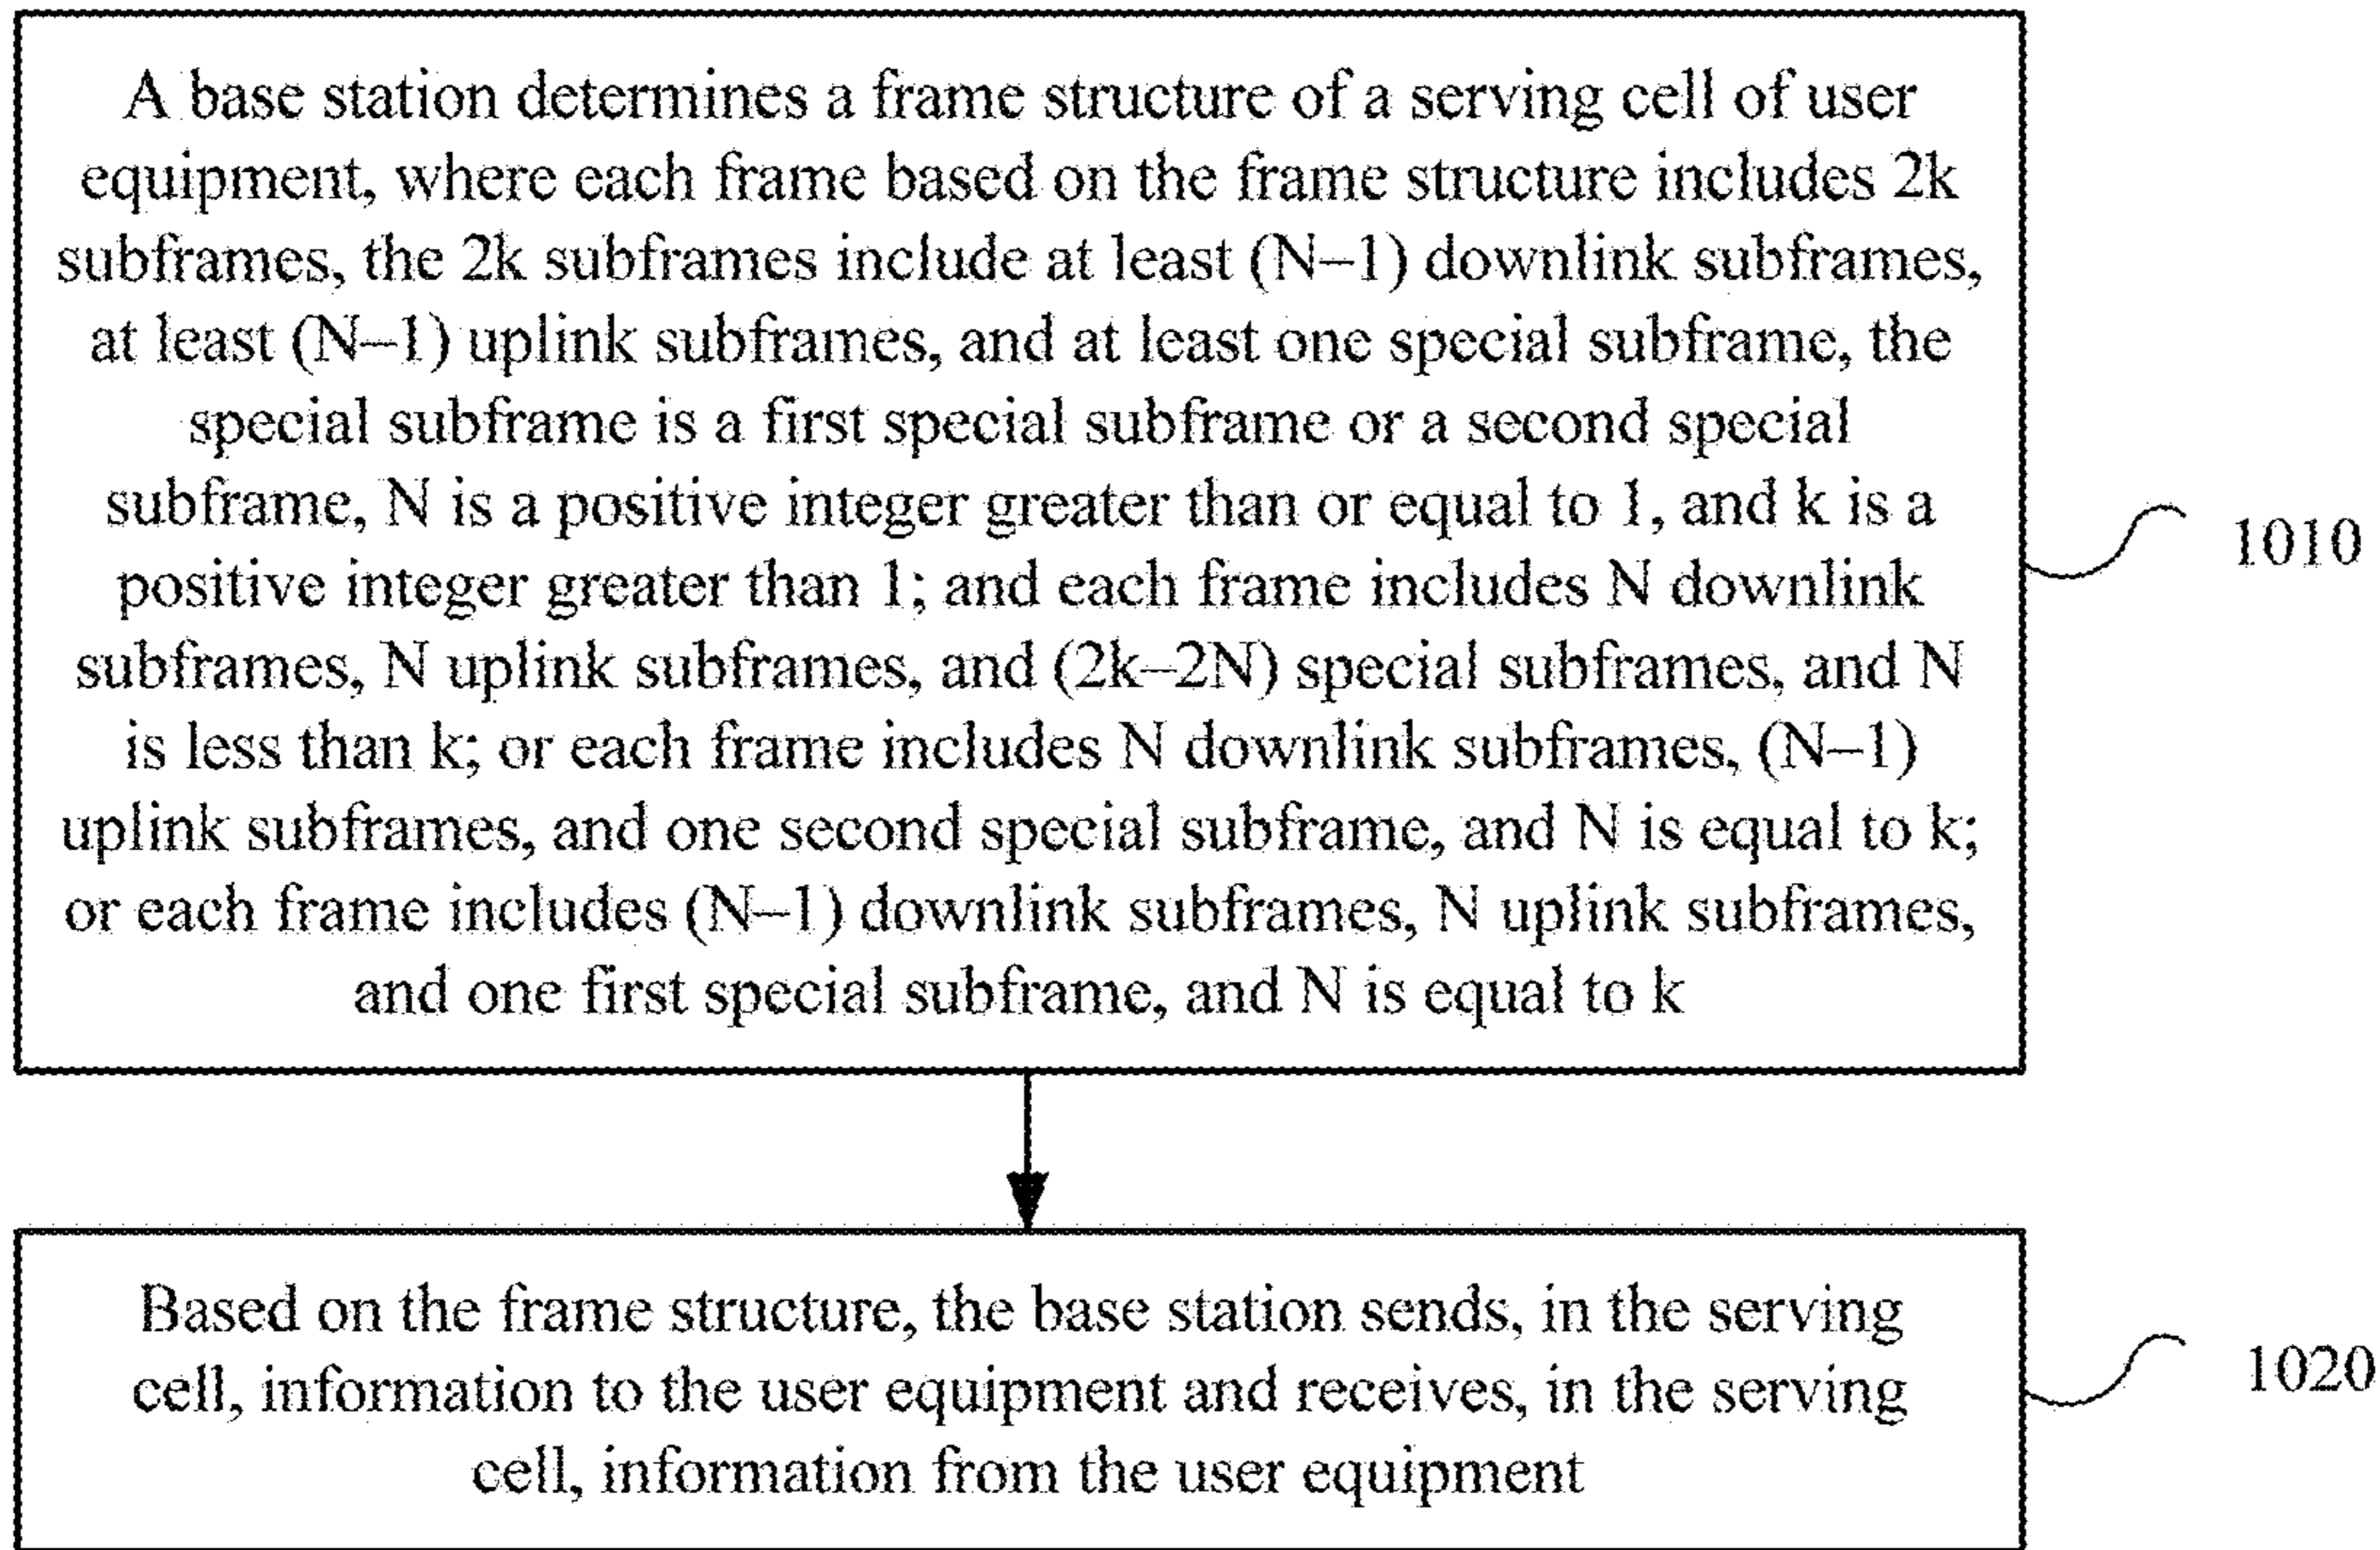 A base station determines a frame structure of a serving cell of user
equipment, where each frame based on the frame structure includes 2k
subframes, the 2k subframes include at least (N–1) downlink subframes,
at least (N–1) uplink subframes, and at least one special subframe, the
special subframe is a first special subframe or a second special
subframe, N is a positive integer greater than or equal to 1, and k is a
positive integer greater than 1; and each frame includes N downlink
subframes, N uplink subframes, and (2k–2N) special subframes, and N
is less than k; or each frame includes N downlink subframes, (N–1)
uplink subframes, and one second special subframe, and N is equal to k;
or each frame includes (N–1) downlink subframes, N uplink subframes,
and one first special subframe, and N is equal to k
1010
Based on the frame structure, the base station sends, in the serving
cell, information to the user equipment and receives, in the serving
cell, information from the user equipment
1020